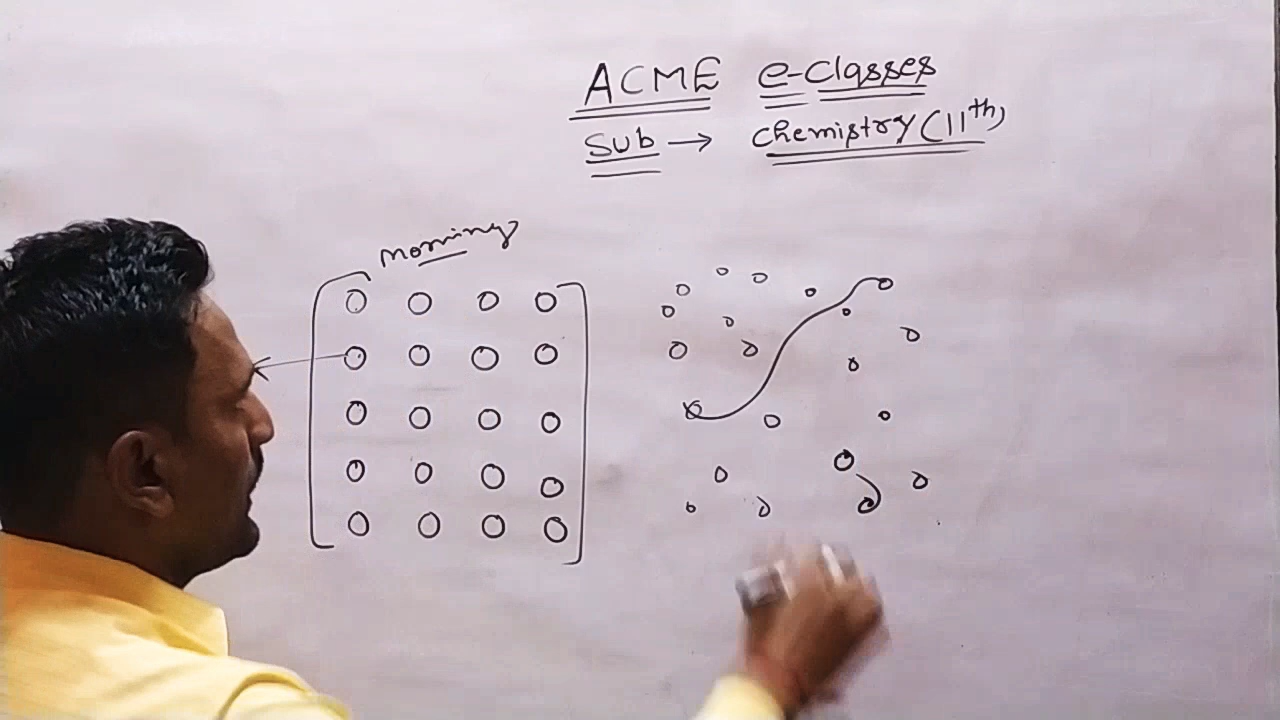 ACME e-classes
Sub → chemistry (11th)
morning